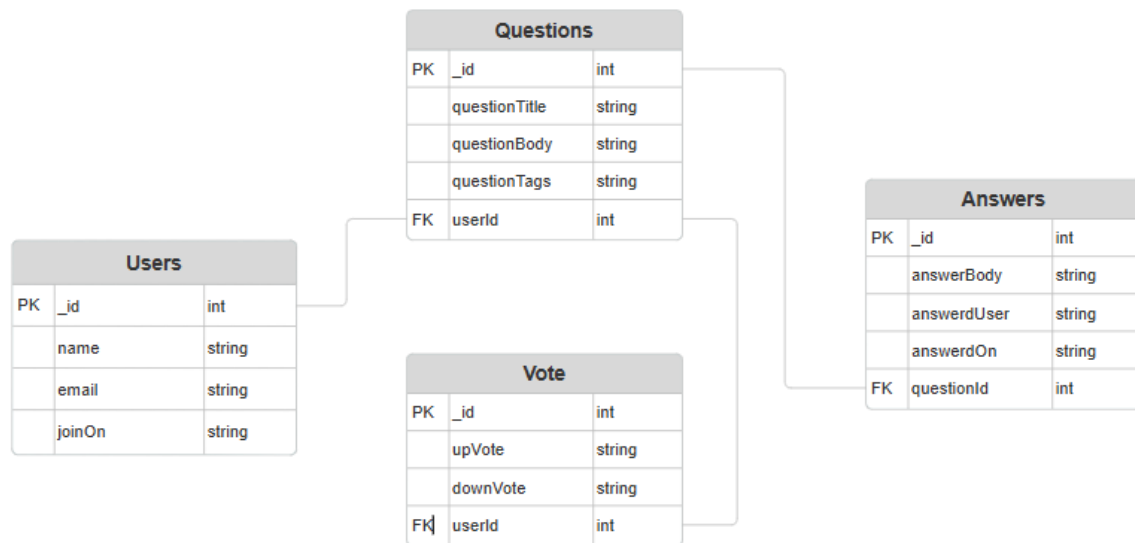 Questions
PK _id int
questionTitle string
questionBody string
questionTags string
FK userId int
Users
PK _id int
name string
email string
joinOn string
Vote
PK _id int
upVote string
downVote string
FK userId int
Answers
PK _id int
answerBody string
answerdUser string
answerdOn string
FK questionId int